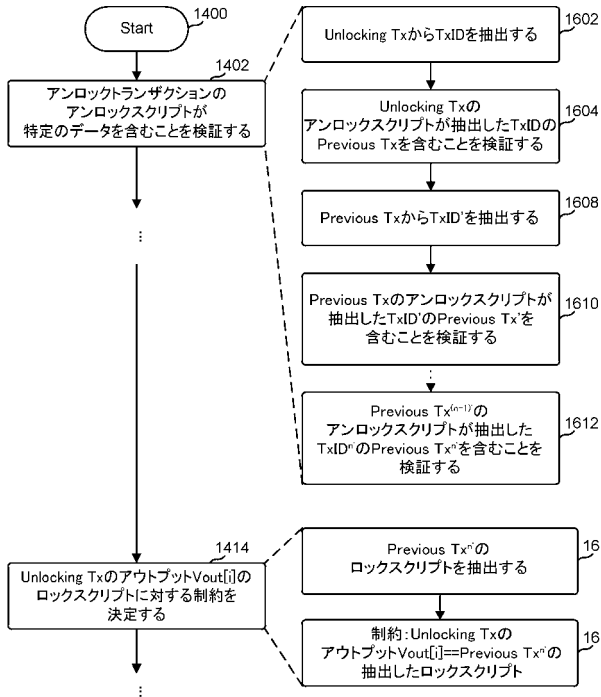 Start
1400
1402
アンロックトランザクションの
アンロックスクリプトが
特定のデータを含むことを検証する
⋮
1414
Unlocking TxのアウトプットVout[i]の
ロックスクリプトに対する制約を
決定する
⋮
1602
Unlocking TxからTxIDを抽出する
1604
Unlocking Txの
アンロックスクリプトが抽出したTxIDの
Previous Txを含むことを検証する
1608
Previous TxからTxID'を抽出する
1610
Previous Txのアンロックスクリプトが
抽出したTxID'のPrevious Tx'を
含むことを検証する
⋮
1612
Previous Tx⁽ⁿ⁻¹⁾'の
アンロックスクリプトが抽出した
TxIDⁿ'のPrevious Txⁿ'を含むことを
検証する
16
Previous Txⁿ'の
ロックスクリプトを抽出する
16
制約：Unlocking Txの
アウトプットVout[i]==Previous Txⁿ'の
抽出したロックスクリプト